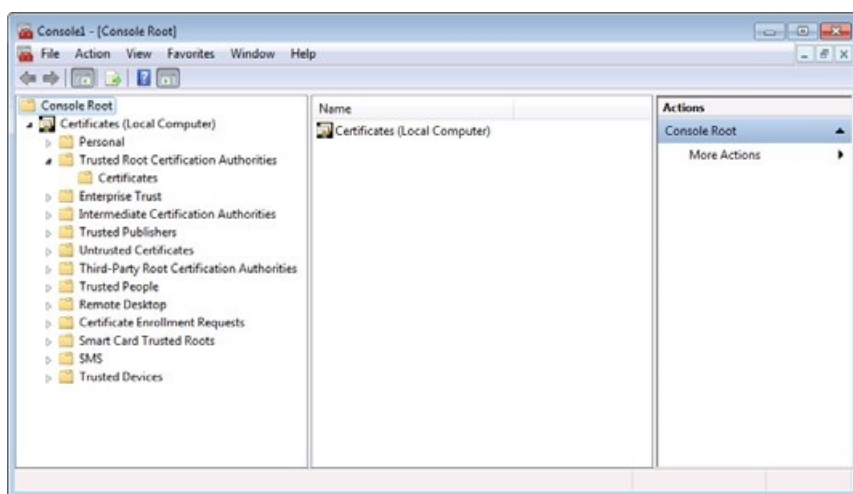 Console1 - [Console Root]
File Action View Favorites Window Help
Console Root
Certificates (Local Computer)
Personal
Trusted Root Certification Authorities
Certificates
Enterprise Trust
Intermediate Certification Authorities
Trusted Publishers
Untrusted Certificates
Third-Party Root Certification Authorities
Trusted People
Remote Desktop
Certificate Enrollment Requests
Smart Card Trusted Roots
SMS
Trusted Devices
Name
Certificates (Local Computer)
Actions
Console Root
More Actions